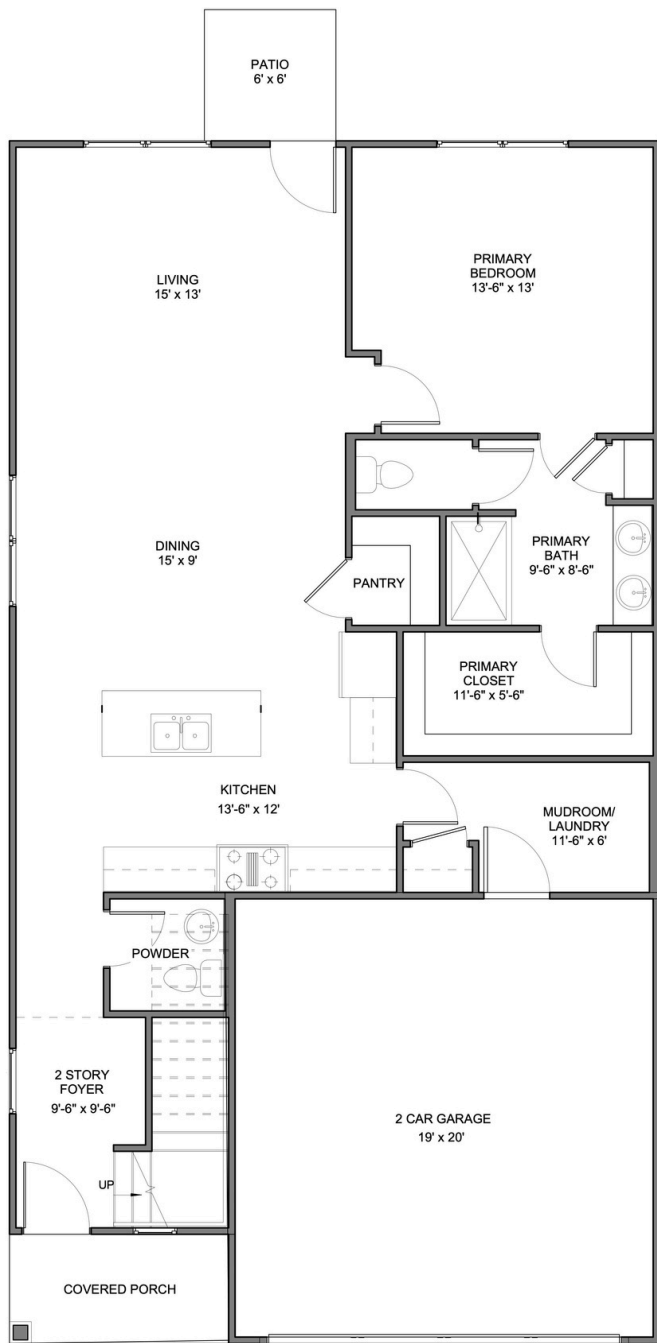 PATIO
6' x 6'
LIVING
15' x 13'
PRIMARY
BEDROOM
13'-6" x 13'
DINING
15' x 9'
PANTRY
PRIMARY
BATH
9'-6" x 8'-6"
PRIMARY
CLOSET
11'-6" x 5'-6"
KITCHEN
13'-6" x 12'
MUDROOM/
LAUNDRY
11'-6" x 6'
POWDER
2 STORY
FOYER
9'-6" x 9'-6"
2 CAR GARAGE
19' x 20'
UP
COVERED PORCH